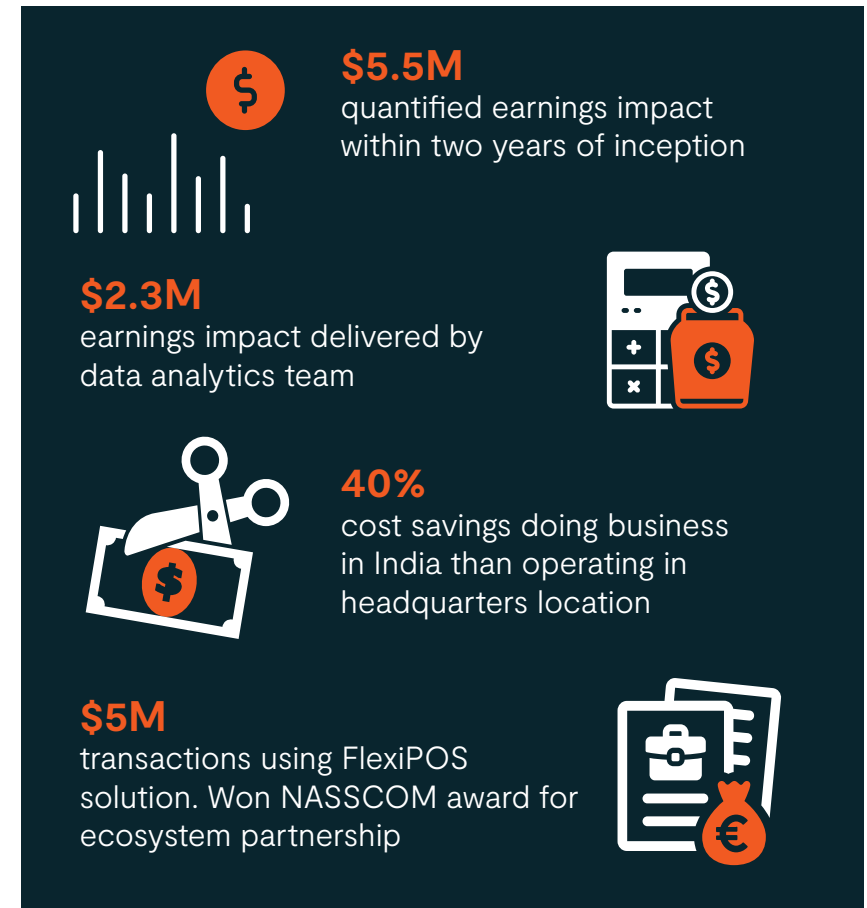 $5.5M
quantified earnings impact
within two years of inception
$2.3M
earnings impact delivered by
data analytics team
40%
cost savings doing business
in India than operating in
headquarters location
$5M
transactions using FlexiPOS
solution. Won NASSCOM award for
ecosystem partnership